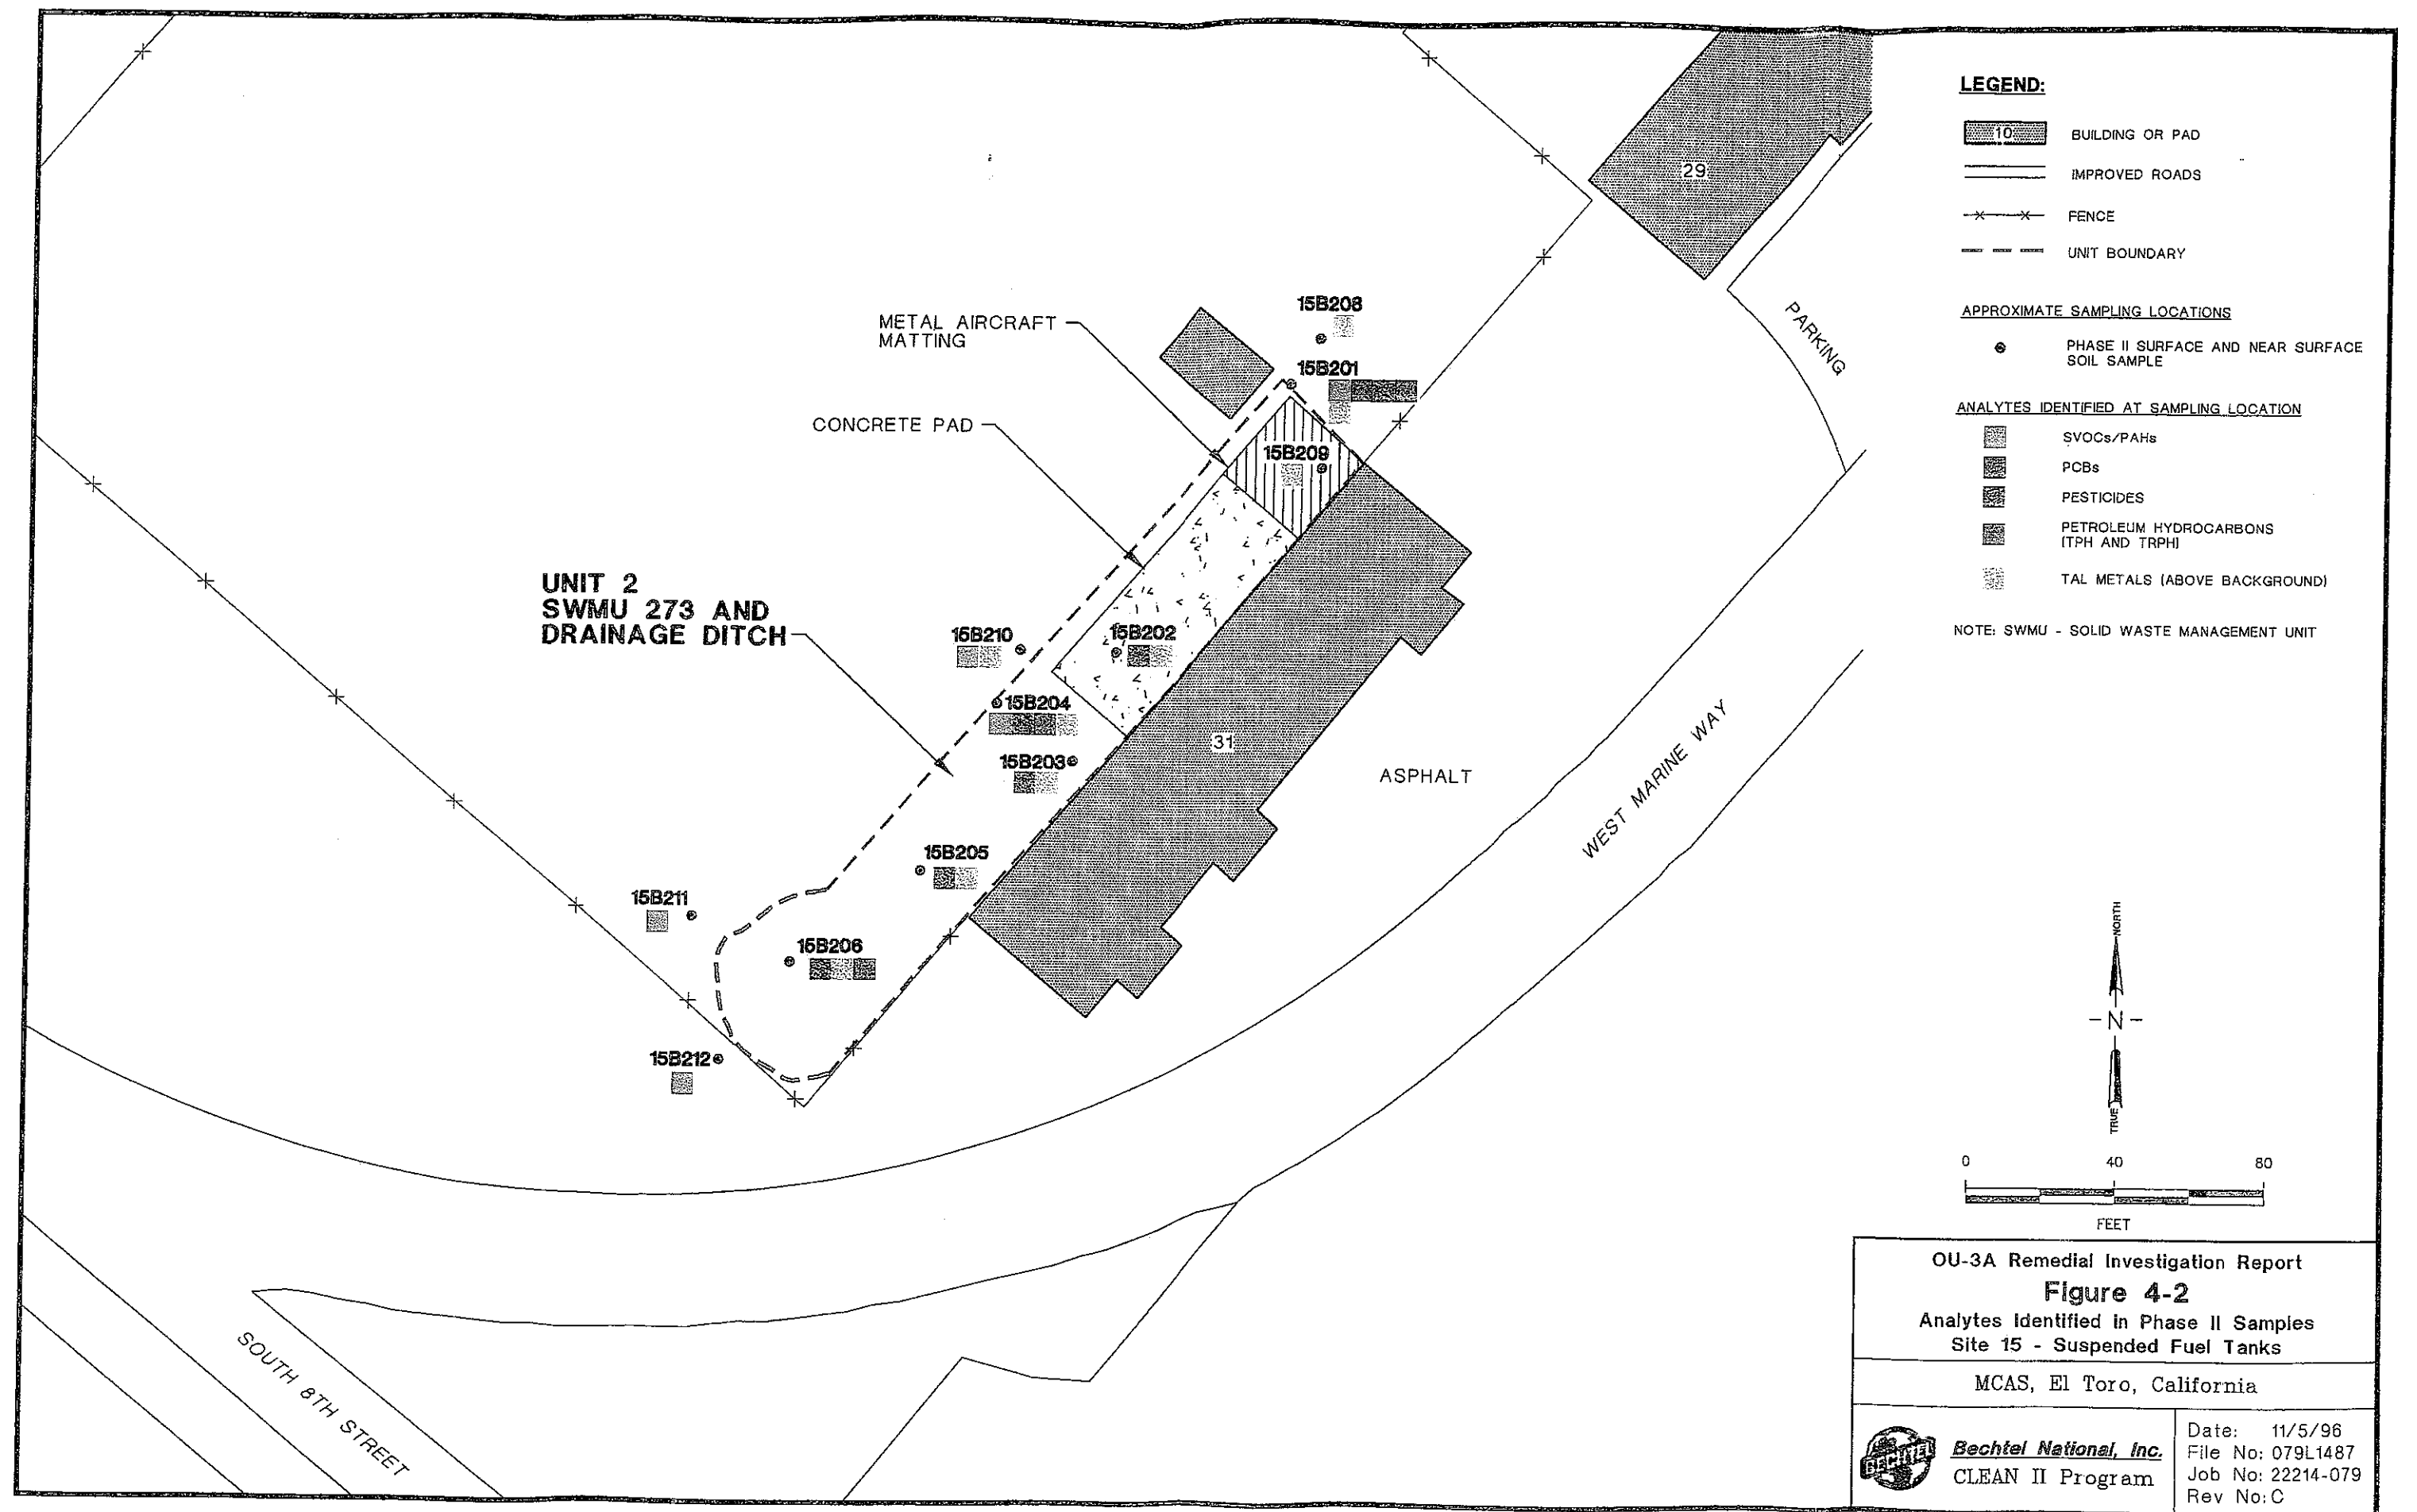 LEGEND:
10 BUILDING OR PAD
IMPROVED ROADS
FENCE
UNIT BOUNDARY
APPROXIMATE SAMPLING LOCATIONS
PHASE II SURFACE AND NEAR SURFACE
SOIL SAMPLE
ANALYTES IDENTIFIED AT SAMPLING LOCATION
SVOCs/PAHs
PCBs
PESTICIDES
PETROLEUM HYDROCARBONS
(TPH AND TRPH)
TAL METALS (ABOVE BACKGROUND)
NOTE: SWMU - SOLID WASTE MANAGEMENT UNIT
29
PARKING
METAL AIRCRAFT
MATTING
15B208
15B201
CONCRETE PAD
15B209
UNIT 2
SWMU 273 AND
DRAINAGE DITCH
15B210
15B202
15B204
15B203
31
ASPHALT
WEST MARINE WAY
15B205
15B211
15B206
15B212
SOUTH 8TH STREET
NORTH
-N-
TRUE
0 40 80
FEET
OU-3A Remedial Investigation Report
Figure 4-2
Analytes Identified in Phase II Samples
Site 15 - Suspended Fuel Tanks
MCAS, El Toro, California
BECHTEL
Bechtel National, Inc.
CLEAN II Program
Date: 11/5/96
File No: 079L1487
Job No: 22214-079
Rev No: C